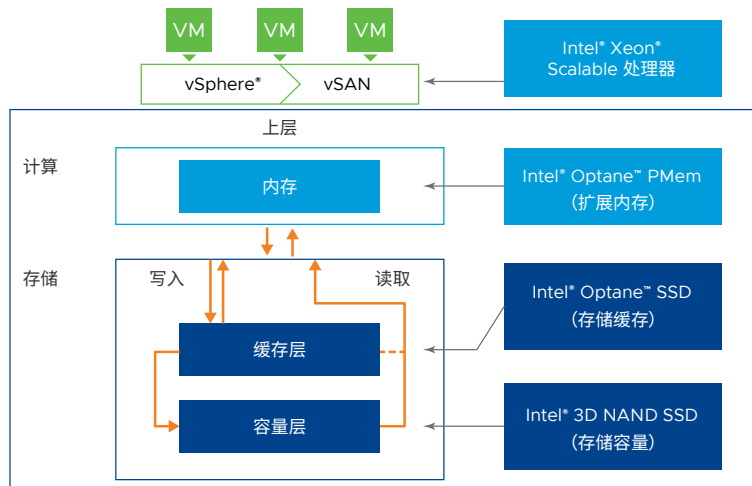 VM
VM
VM
vSphere®
vSAN
Intel® Xeon®
Scalable 处理器
上层
计算
内存
Intel® Optane™ PMem
（扩展内存）
存储
写入
读取
Intel® Optane™ SSD
（存储缓存）
缓存层
容量层
Intel® 3D NAND SSD
（存储容量）